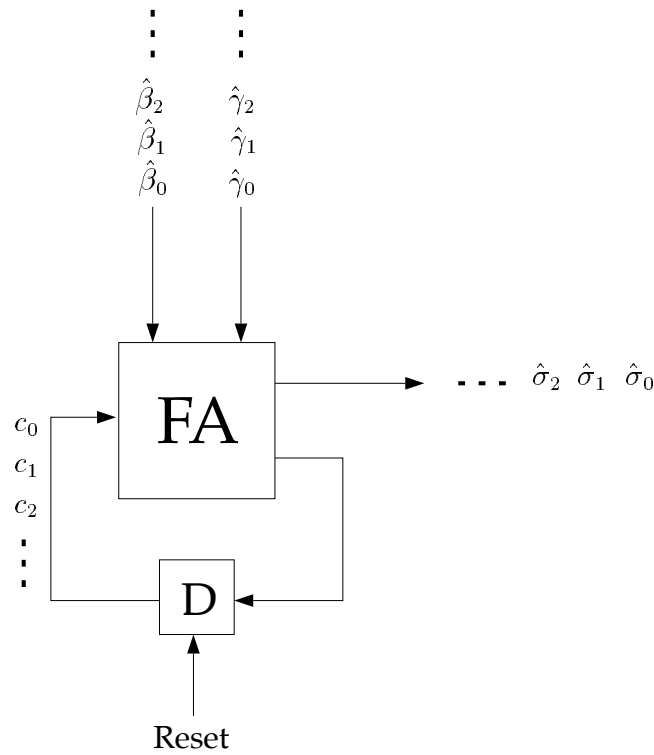 ⋮ ⋮
β̂₂ γ̂₂
β̂₁ γ̂₁
β̂₀ γ̂₀
⋯ σ̂₂ σ̂₁ σ̂₀
FA
c₀
c₁
c₂
⋮
D
Reset